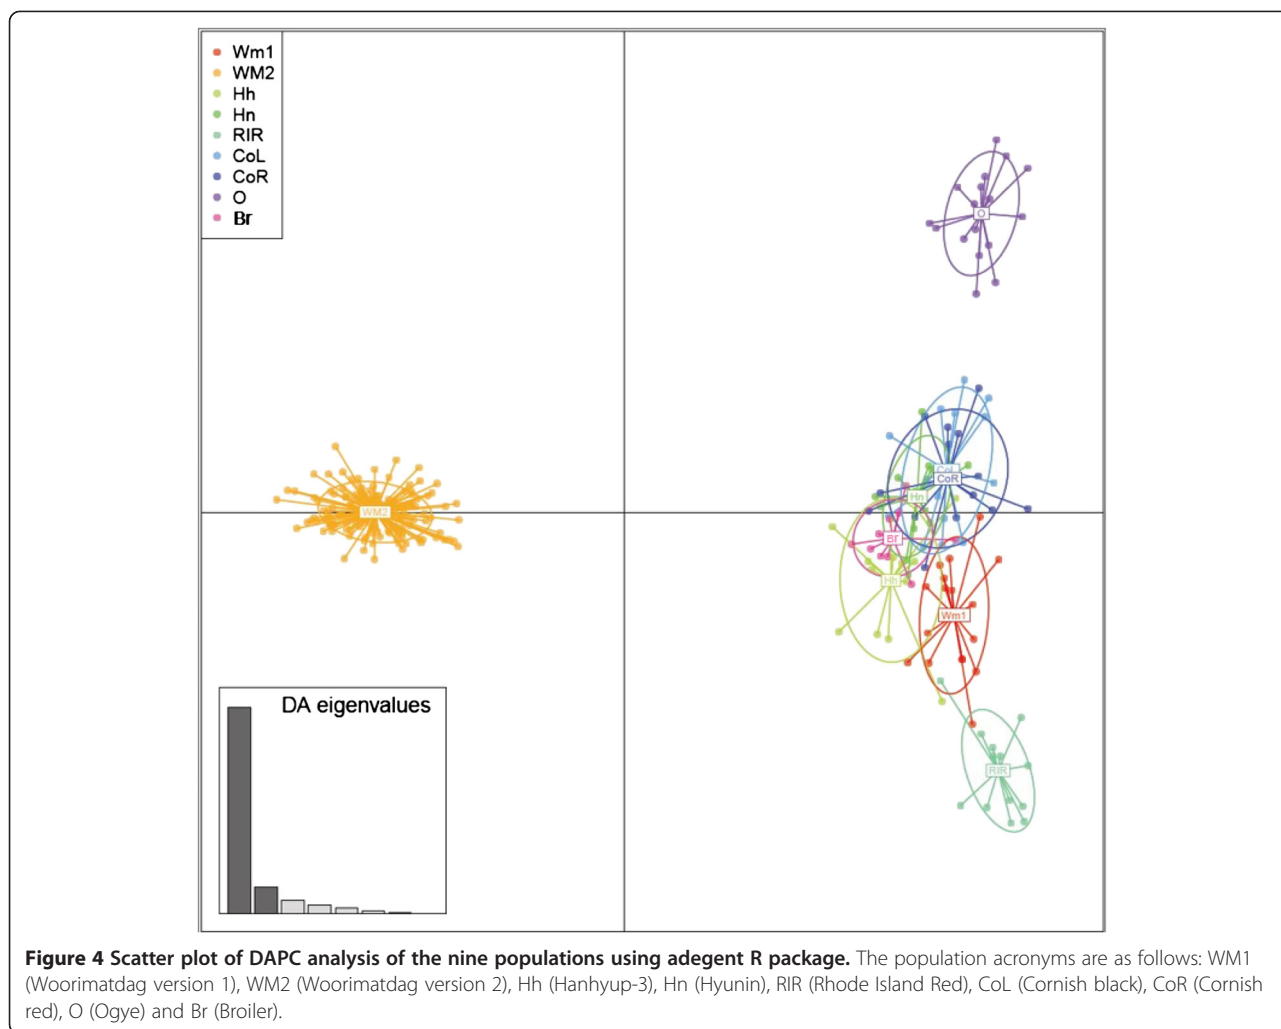 Wm1
WM2
Hh
Hn
RIR
CoL
CoR
O
Br
O
CoL
CoR
Hn
WM2
Br
Hh
Wm1
RIR
DA eigenvalues
Figure 4 Scatter plot of DAPC analysis of the nine populations using adegent R package. The population acronyms are as follows: WM1
(Woorimatdag version 1), WM2 (Woorimatdag version 2), Hh (Hanhyup-3), Hn (Hyunin), RIR (Rhode Island Red), CoL (Cornish black), CoR (Cornish
red), O (Ogye) and Br (Broiler).